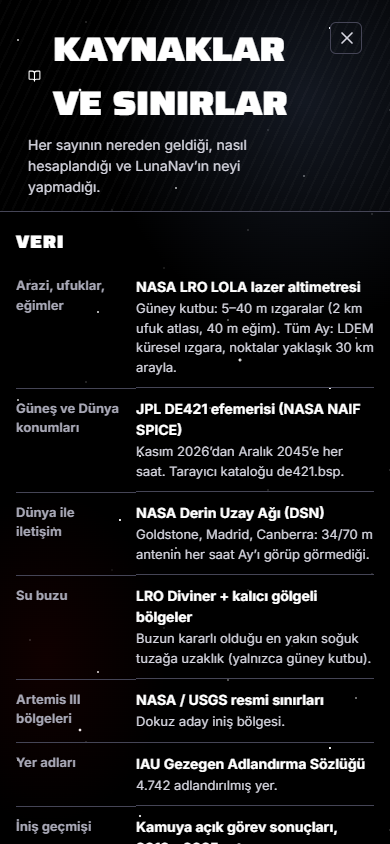 KAYNAKLAR
VE SINIRLAR
Her sayının nereden geldiği, nasıl
hesaplandığı ve LunaNav’ın neyi
yapmadığı.
VERI
Arazi, ufuklar,
eğimler
NASA LRO LOLA lazer altimetresi
Güney kutbu: 5–40 m ızgaralar (2 km
ufuk atlası, 40 m eğim). Tüm Ay: LDEM
küresel ızgara, noktalar yaklaşık 30 km
arayla.
Güneş ve Dünya
konumları
JPL DE421 efemerisi (NASA NAIF
SPICE)
Kasım 2026’dan Aralık 2045’e her
saat. Tarayıcı kataloğu de421.bsp.
Dünya ile
iletişim
NASA Derin Uzay Ağı (DSN)
Goldstone, Madrid, Canberra: 34/70 m
antenin her saat Ay’ı görüp görmediği.
Su buzu
LRO Diviner + kalıcı gölgeli
bölgeler
Buzun kararlı olduğu en yakın soğuk
tuzağa uzaklık (yalnızca güney kutbu).
Artemis III
bölgeleri
NASA / USGS resmi sınırları
Dokuz aday iniş bölgesi.
Yer adları
IAU Gezegen Adlandırma Sözlüğü
4.742 adlandırılmış yer.
İniş geçmişi
Kamuya açık görev sonuçları,